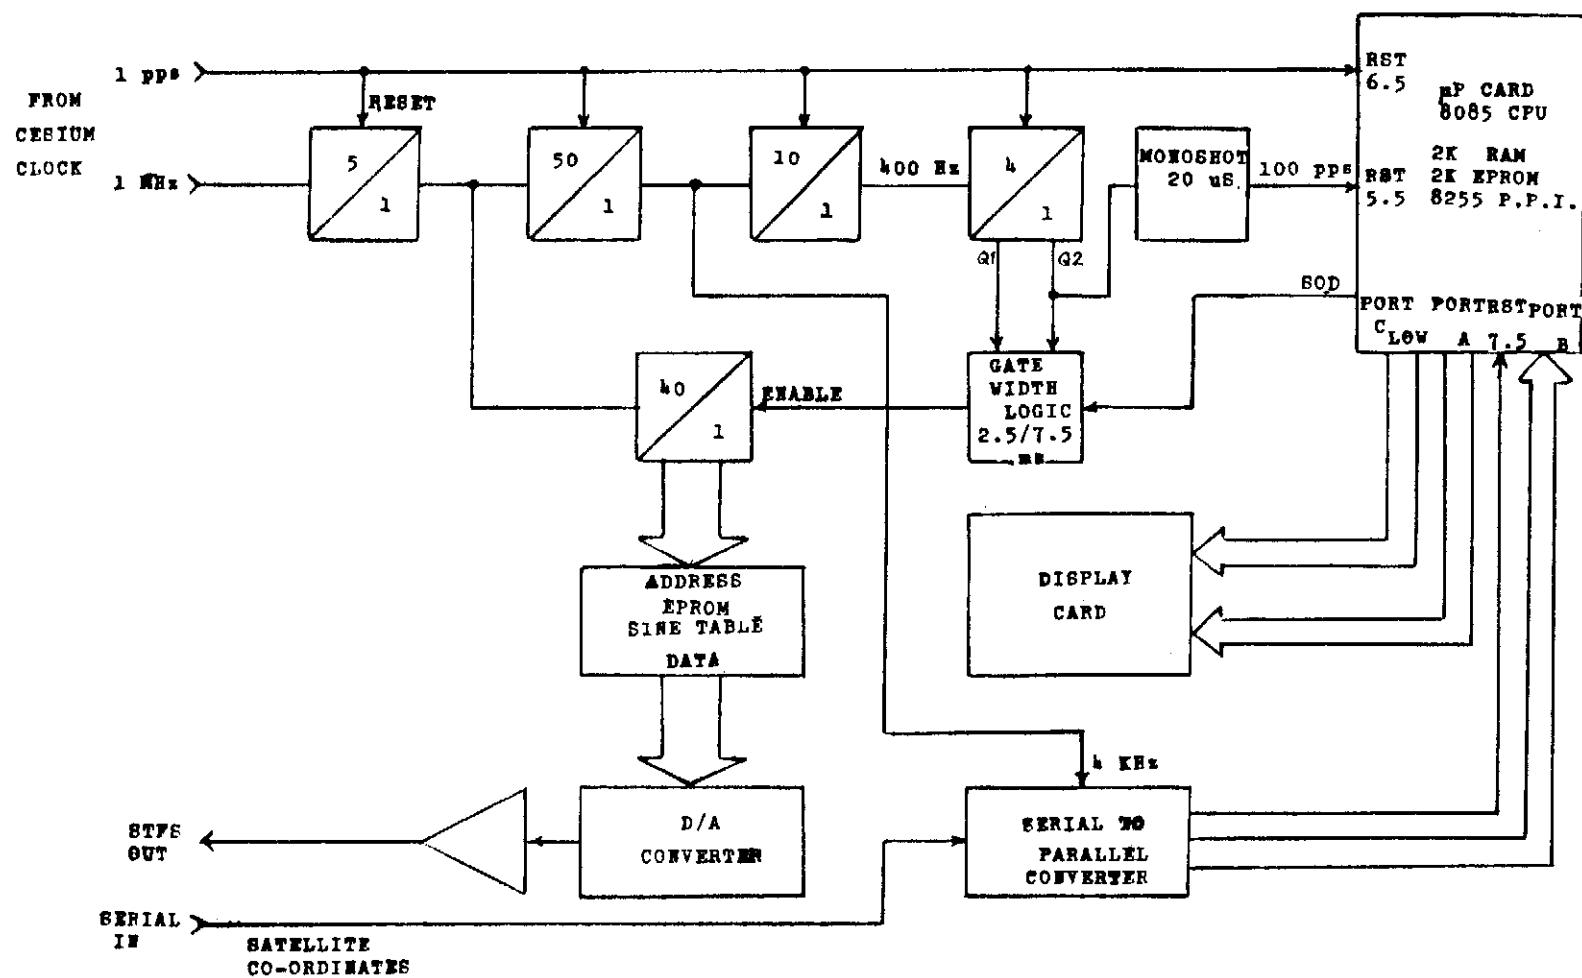 1 pps
FROM
CESIUM
CLOCK
1 MHz
RESET
5
1
50
1
10
1
400 Hz
4
1
Q1
Q2
MONOSHOT
20 uS.
100 pps
RST
6.5
µP CARD
8085 CPU
2K RAM
2K EPROM
8255 P.P.I.
RST
5.5
SOD
PORT
C LOW
PORT
A
RST
7.5
PORT
B
GATE
WIDTH
LOGIC
2.5/7.5
ms
ENABLE
40
1
ADDRESS
EPROM
SINE TABLE
DATA
DISPLAY
CARD
4 KHz
D/A
CONVERTER
SERIAL TO
PARALLEL
CONVERTER
STFS
OUT
SERIAL
IN
SATELLITE
CO-ORDINATES